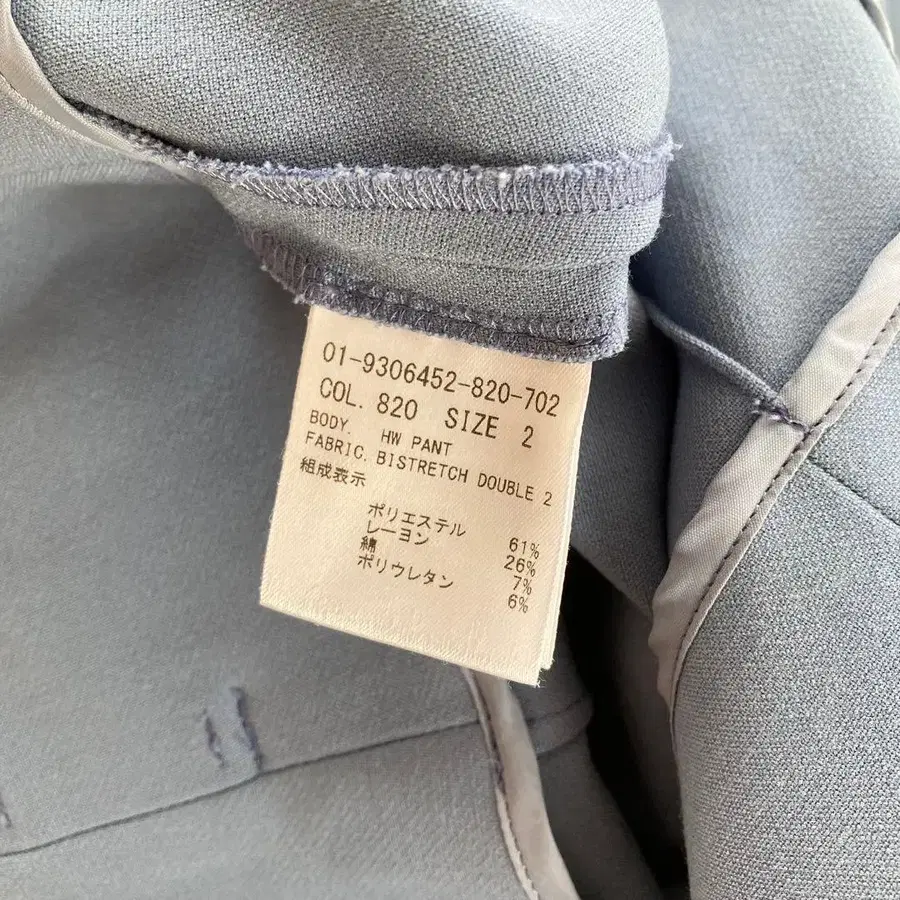 01-9306452-820-702
COL. 820 SIZE 2
BODY. HW PANT
FABRIC. BISTRETCH DOUBLE 2
組成表示
ポリエステル 61%
レーヨン 26%
綿 7%
ポリウレタン 6%